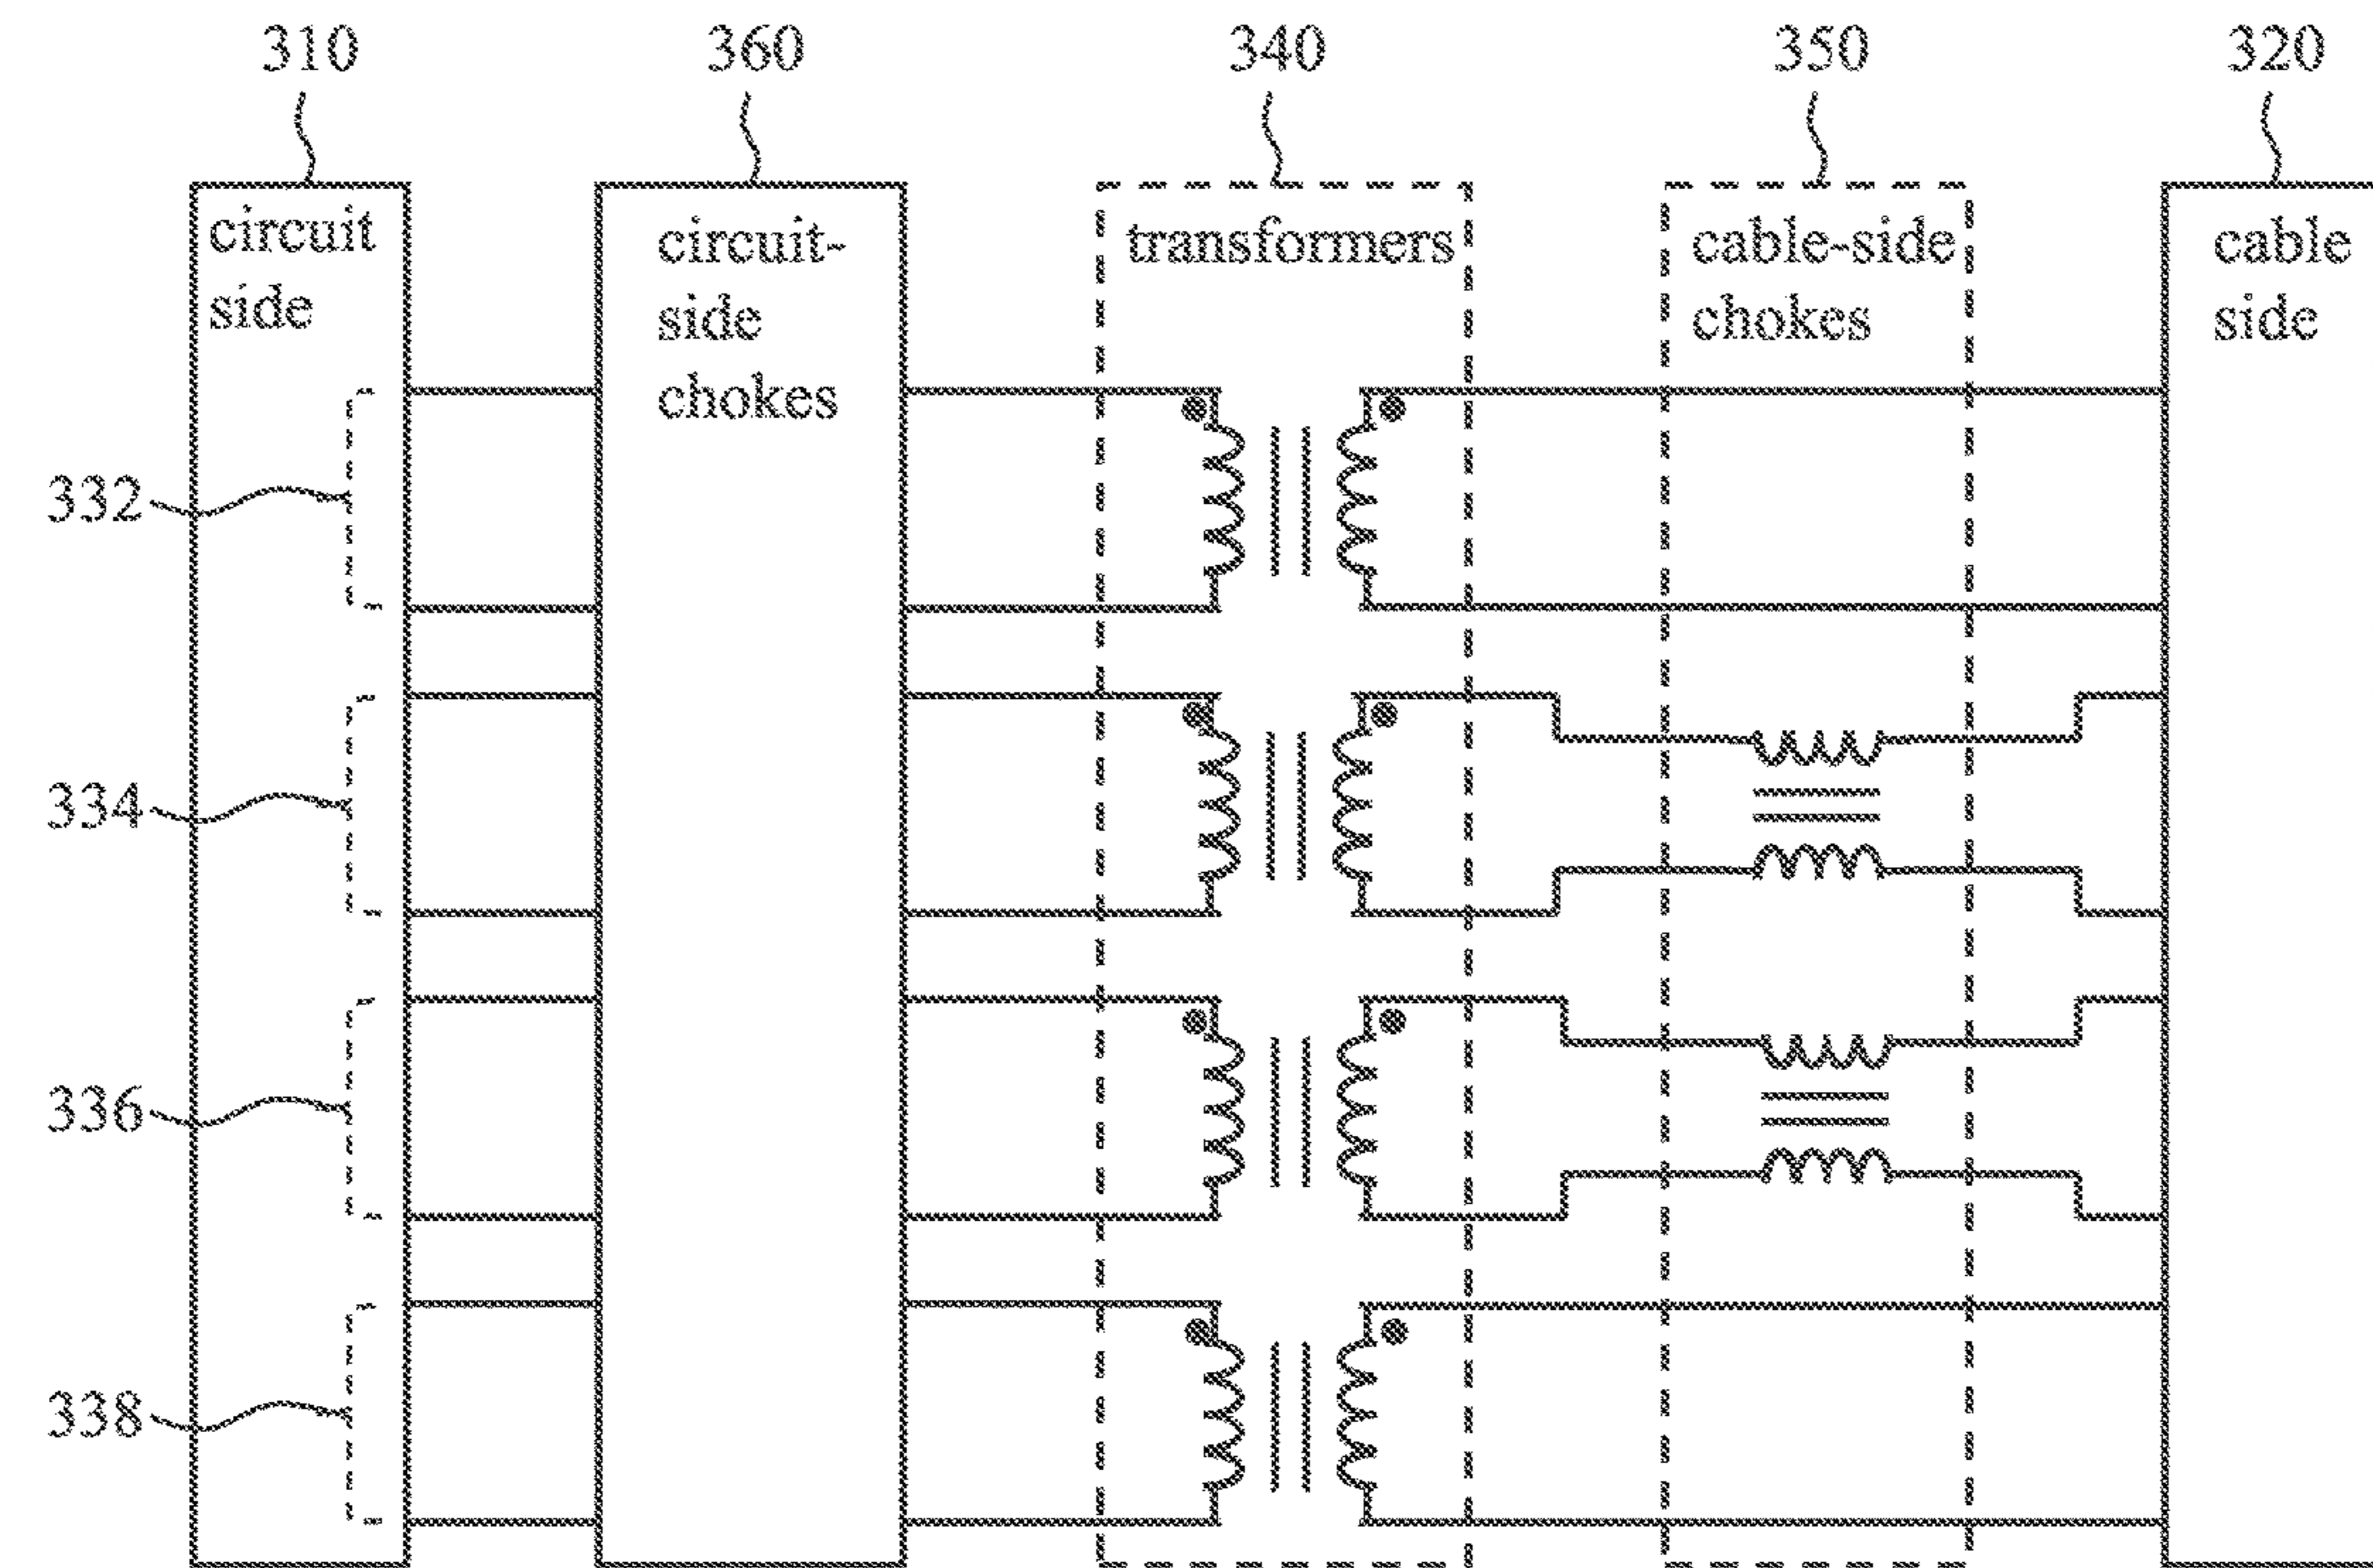 310
360
340
350
320
circuit
side
circuit-
side
chokes
transformers
cable-side
chokes
cable
side
332
334
336
338